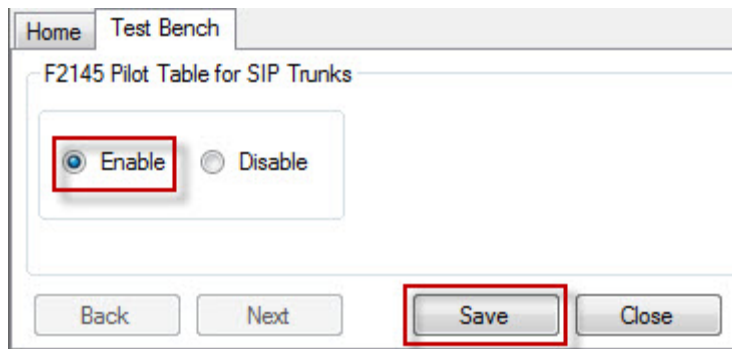 Home Test Bench
F2145 Pilot Table for SIP Trunks
Enable Disable
Back Next Save Close